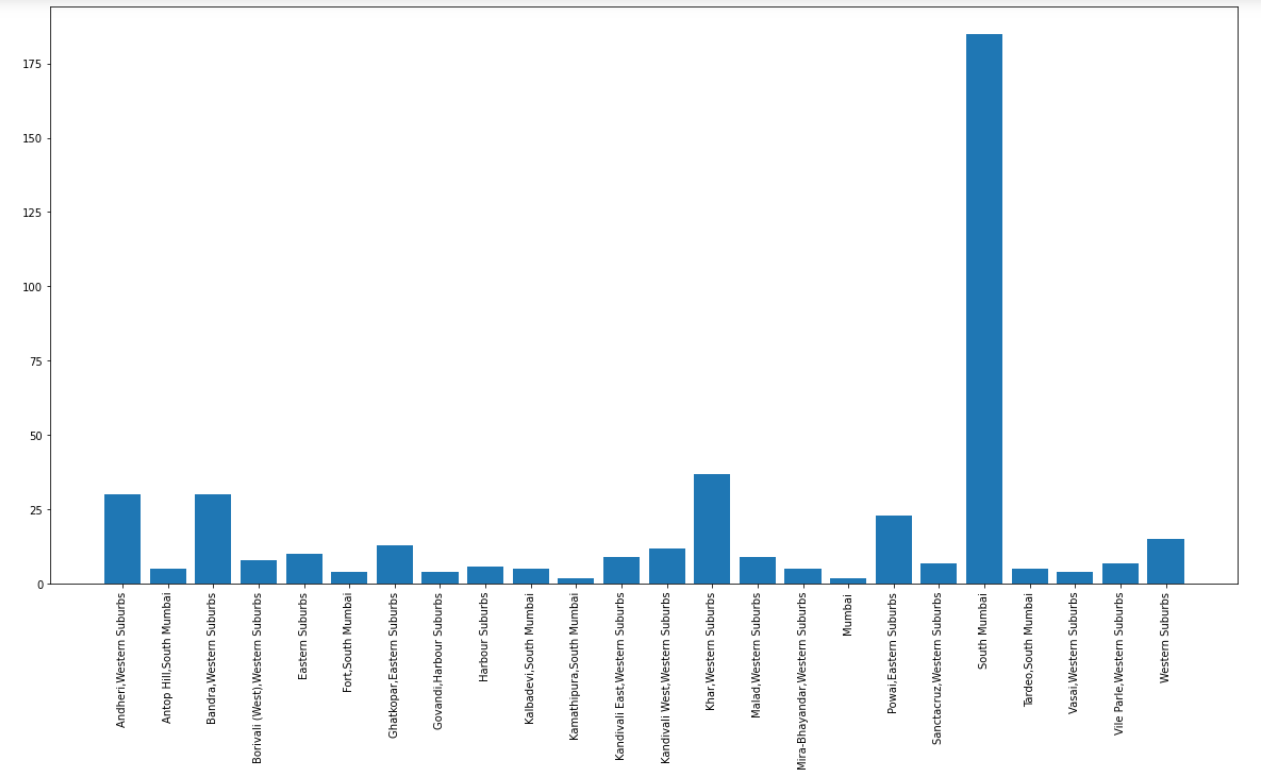 175
150
125
100
75
50
25
0
Andheri,Western Suburbs
Antop Hill,South Mumbai
Bandra,Western Suburbs
Borivali (West),Western Suburbs
Eastern Suburbs
Fort,South Mumbai
Ghatkopar,Eastern Suburbs
Govandi,Harbour Suburbs
Harbour Suburbs
Kalbadevi,South Mumbai
Kamathipura,South Mumbai
Kandivali East,Western Suburbs
Kandivali West,Western Suburbs
Khar,Western Suburbs
Malad,Western Suburbs
Mira-Bhayandar,Western Suburbs
Mumbai
Powai,Eastern Suburbs
Sanctacruz,Western Suburbs
South Mumbai
Tardeo,South Mumbai
Vasai,Western Suburbs
Vile Parle,Western Suburbs
Western Suburbs